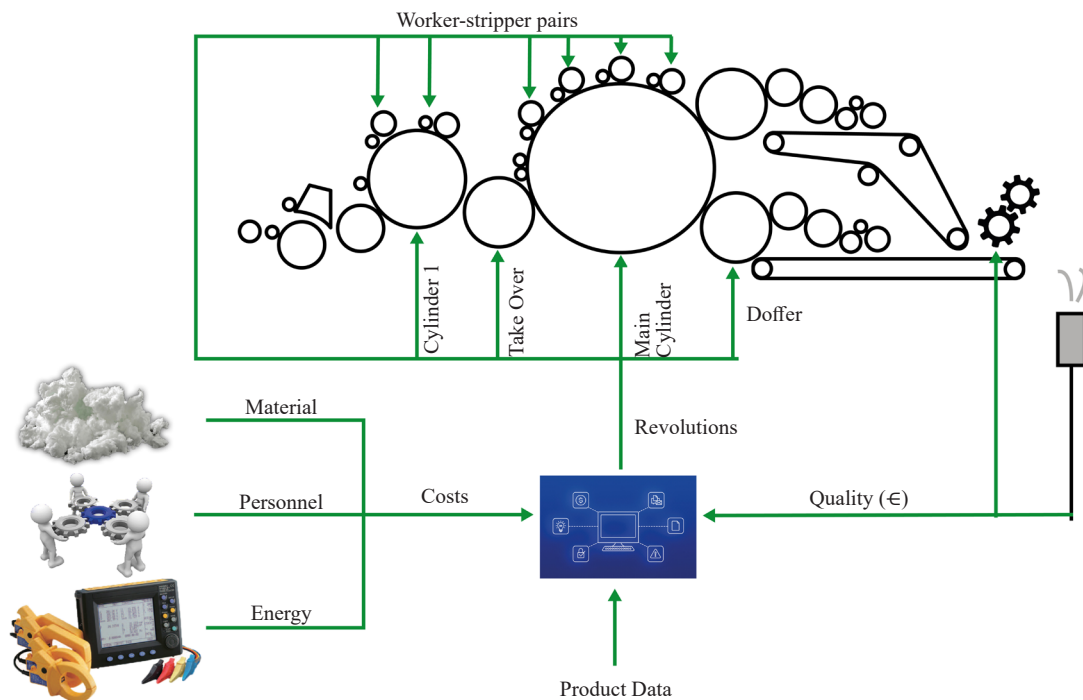 Worker-stripper pairs
Cylinder 1
Take Over
Main
Cylinder
Doffer
Material
Revolutions
Personnel
Costs
Quality (€)
Energy
Product Data